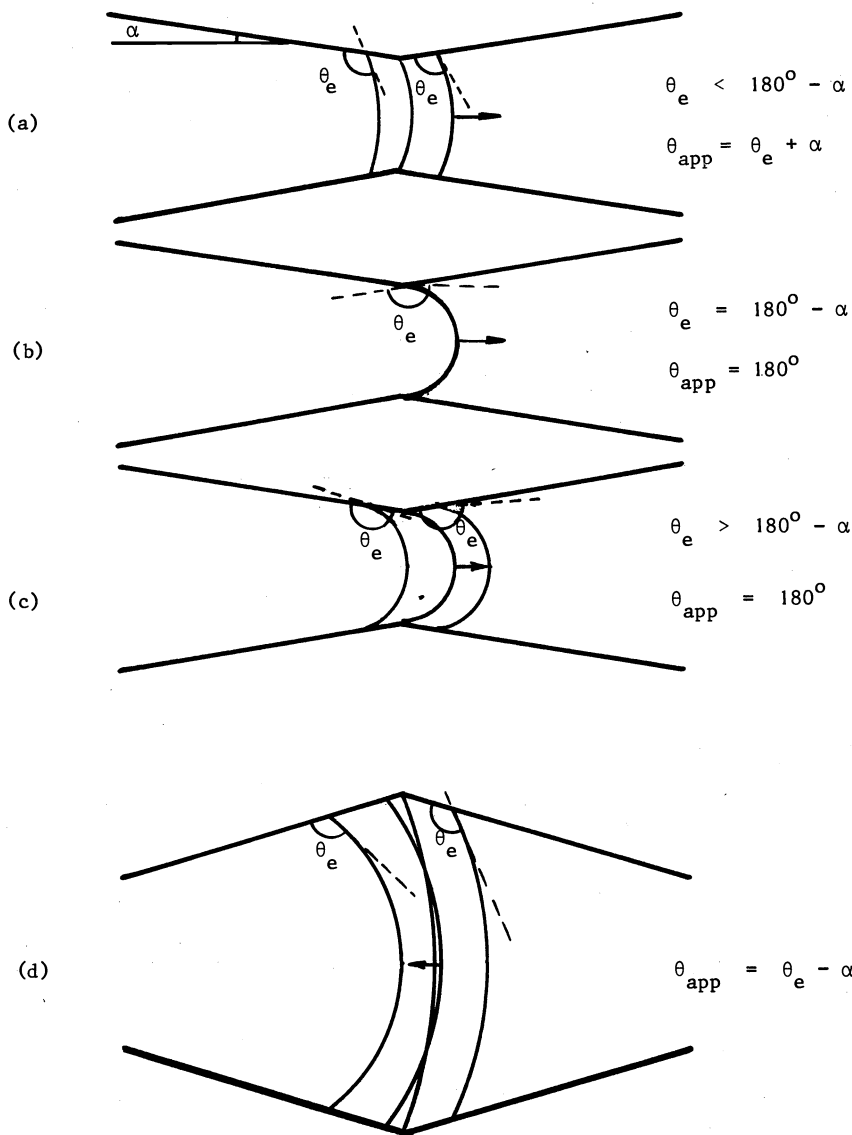 α
θe θe
θe < 180° - α
(a)
θapp = θe + α
θe
θe = 180° - α
(b)
θapp = 180°
θe θe
θe > 180° - α
(c)
θapp = 180°
θe θe
(d)
θapp = θe - α